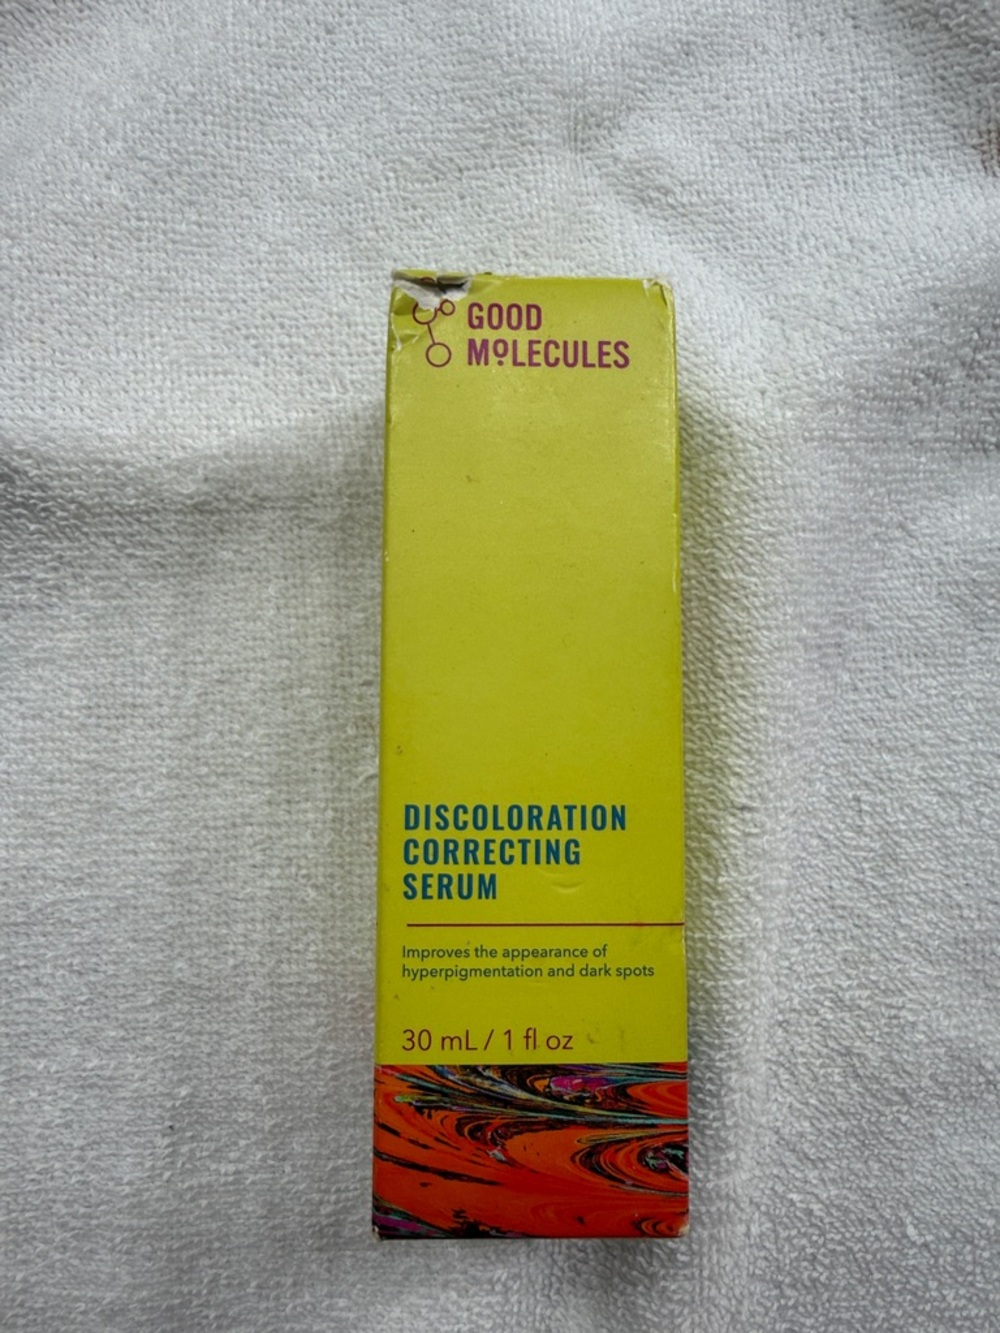 GOOD
MOLECULES
DISCOLORATION
CORRECTING
SERUM
Improves the appearance of
hyperpigmentation and dark spots
30 mL / 1 fl oz